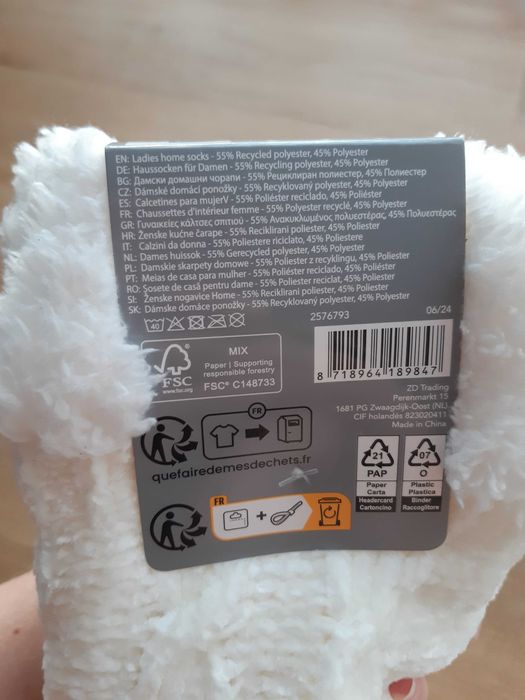 EN: Ladies home socks - 55% Recycled polyester, 45% Polyester
DE: Haussocken für Damen - 55% Recycling polyester, 45% Polyester
BG: Дамски домашни чорапи - 55% Рециклиран полиестер, 45% Полиестер
CZ: Dámské domácí ponožky - 55% Recyklovaný polyester, 45% Polyester
ES: Calcetines para mujerV - 55% Poliéster reciclado, 45% Poliéster
FR: Chaussettes d'intérieur femme - 55% Polyester recyclé, 45% Polyester
GR: Γυναικείες κάλτσες σπιτιού - 55% Ανακυκλωμένος πολυεστέρας, 45% Πολυεστέρας
HR: Ženske kućne čarape - 55% Reciklirani poliester, 45% Poliester
IT: Calzini da donna - 55% Poliestere riciclato, 45% Poliestere
NL: Dames huissok - 55% Gerecycled polyester, 45% Polyester
PL: Damskie skarpety domowe - 55% Poliester z recyklingu, 45% Poliester
PT: Meias de casa para mulher - 55% Poliéster reciclado, 45% Poliéster
RO: Șosete de casă pentru dame - 55% Poliester reciclat, 45% Poliester
SI: Ženske nogavice Home - 55% Reciklirani poliester, 45% Poliester
SK: Dámske domáce ponožky - 55% Recyklovaný polyester, 45% Polyester
40
2576793
06/24
FSC
www.fsc.org
MIX
Paper | Supporting
responsible forestry
FSC® C148733
8 718964 189847
ZD Trading
Perenmarkt 15
1681 PG Zwaagdijk-Oost (NL)
CIF holandés 823020411
Made in China
FR
quefairedemesdechets.fr
21
PAP
Paper
Carta
Headercard
Cartoncino
07
O
Plastic
Plastica
Binder
Raccoglitore
FR
+